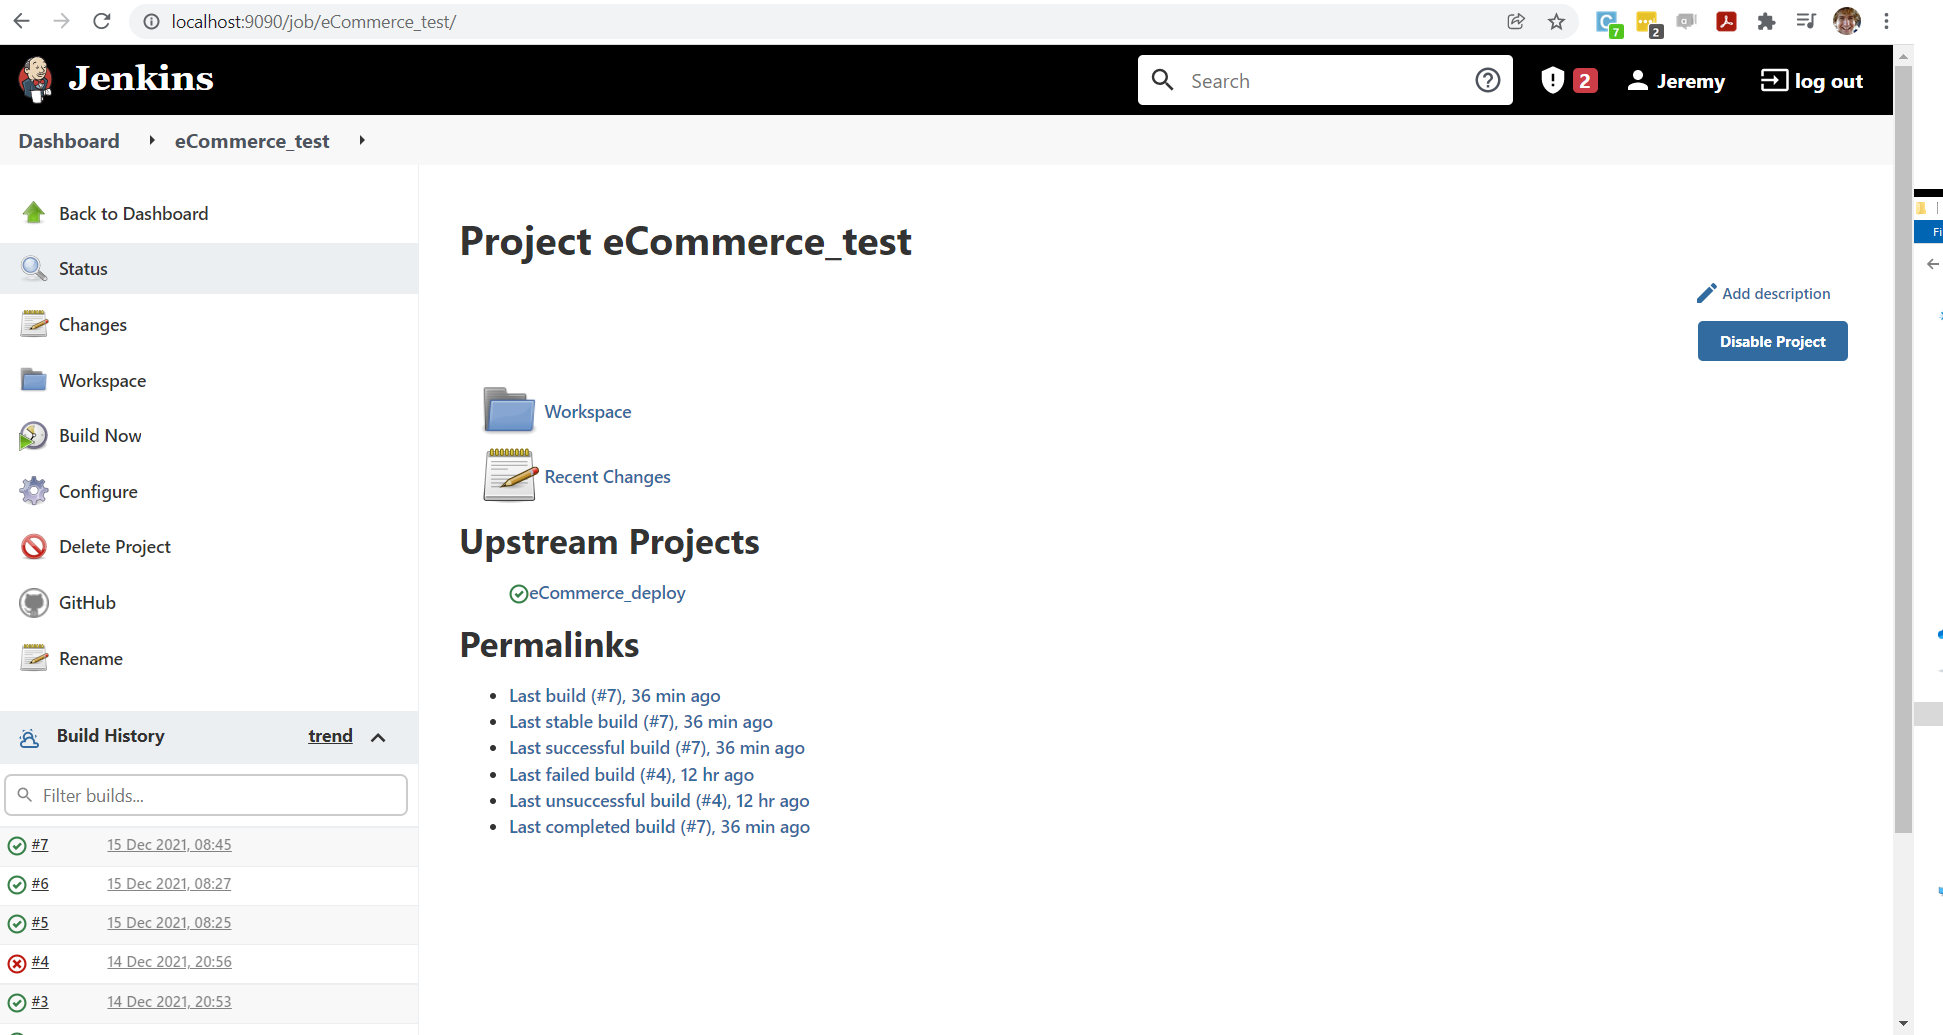 localhost:9090/job/eCommerce_test/
7
2
Jenkins
Search
2
Jeremy
log out
Dashboard
eCommerce_test
Back to Dashboard
Status
Changes
Workspace
Build Now
Configure
Delete Project
GitHub
Rename
Build History
trend
Filter builds...
#7 15 Dec 2021, 08:45
#6 15 Dec 2021, 08:27
#5 15 Dec 2021, 08:25
#4 14 Dec 2021, 20:56
#3 14 Dec 2021, 20:53
Project eCommerce_test
Add description
Disable Project
Workspace
Recent Changes
Upstream Projects
eCommerce_deploy
Permalinks
Last build (#7), 36 min ago
Last stable build (#7), 36 min ago
Last successful build (#7), 36 min ago
Last failed build (#4), 12 hr ago
Last unsuccessful build (#4), 12 hr ago
Last completed build (#7), 36 min ago
Fi